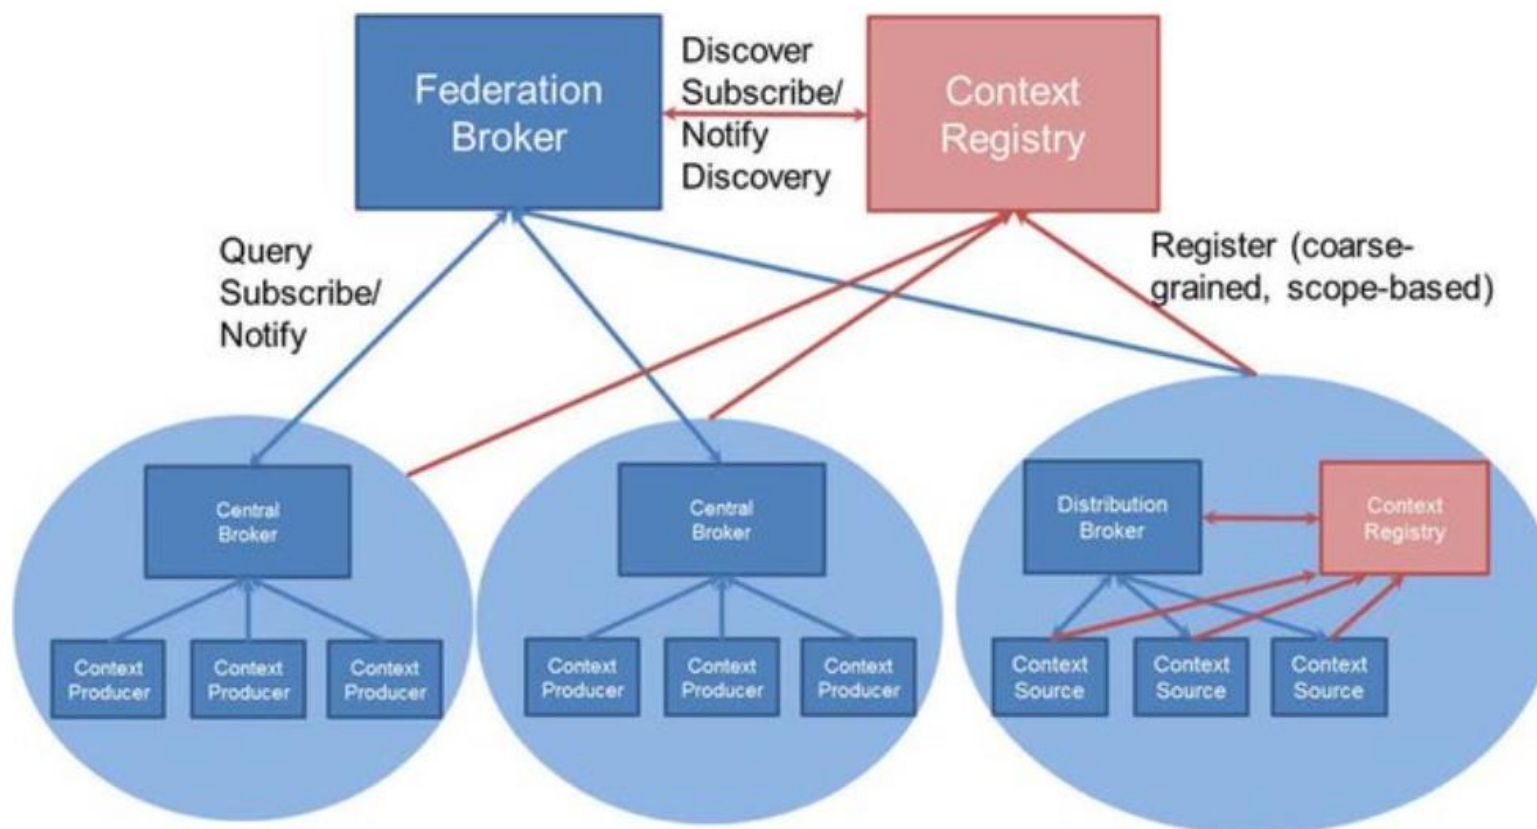 Federation
Broker
Discover
Subscribe/
Notify
Discovery
Context
Registry
Query
Subscribe/
Notify
Register (coarse-
grained, scope-based)
Central
Broker
Context
Producer
Context
Producer
Context
Producer
Central
Broker
Context
Producer
Context
Producer
Context
Producer
Distribution
Broker
Context
Registry
Context
Source
Context
Source
Context
Source